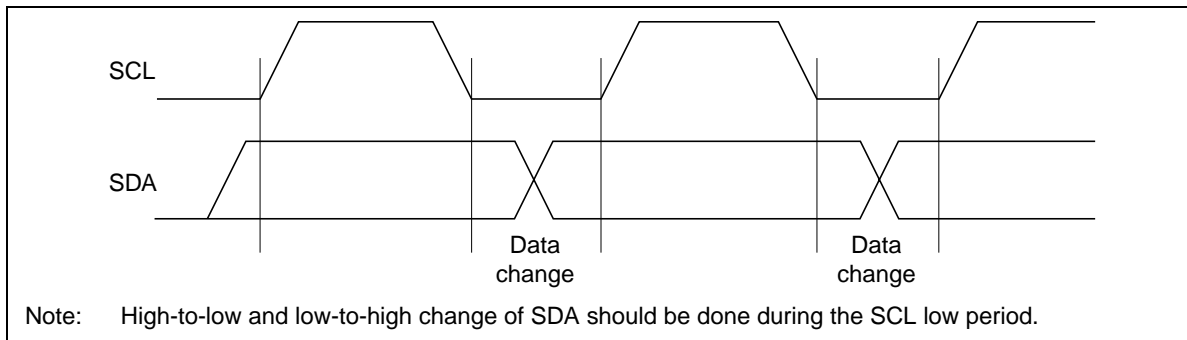 SCL
SDA
Data
change
Data
change
Note: High-to-low and low-to-high change of SDA should be done during the SCL low period.